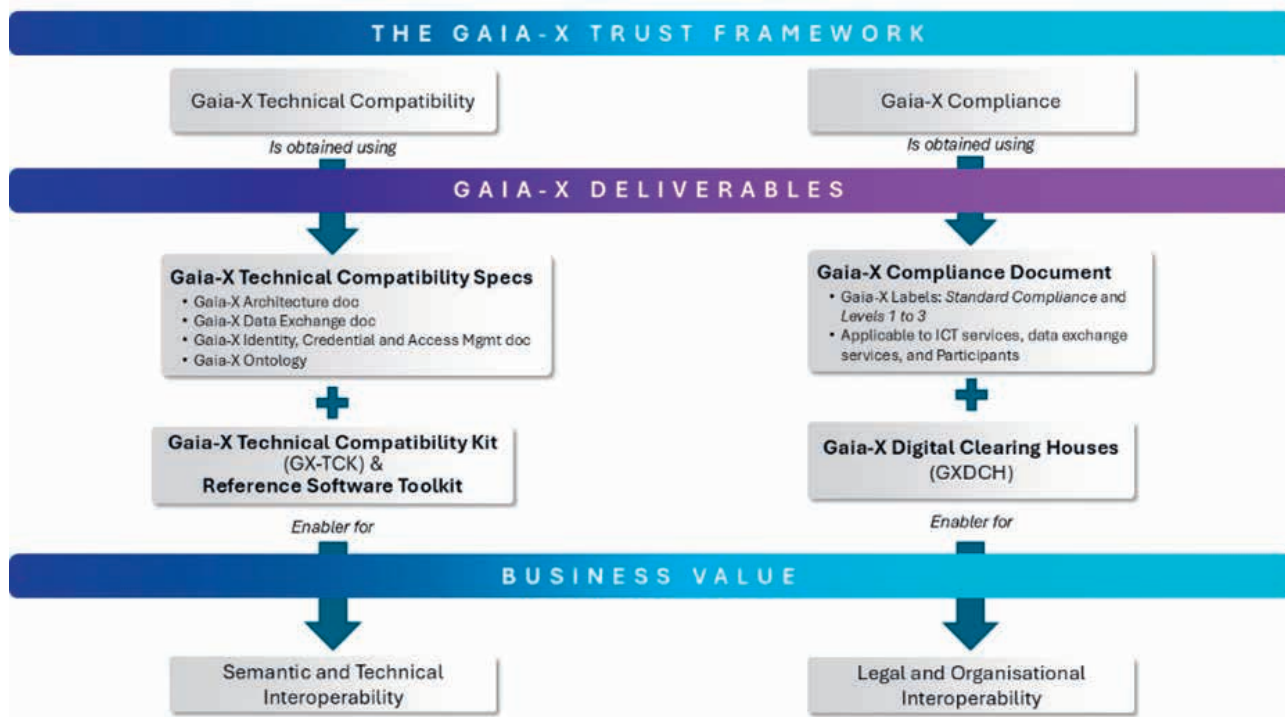 THE GAIA-X TRUST FRAMEWORK
Gaia-X Technical Compatibility
Gaia-X Compliance
Is obtained using
Is obtained using
GAIA-X DELIVERABLES
Gaia-X Technical Compatibility Specs
• Gaia-X Architecture doc
• Gaia-X Data Exchange doc
• Gaia-X Identity, Credential and Access Mgmt doc
• Gaia-X Ontology
Gaia-X Compliance Document
• Gaia-X Labels: Standard Compliance and
Levels 1 to 3
• Applicable to ICT services, data exchange
services, and Participants
Gaia-X Technical Compatibility Kit
(GX-TCK) &
Reference Software Toolkit
Gaia-X Digital Clearing Houses
(GXDCH)
Enabler for
Enabler for
BUSINESS VALUE
Semantic and Technical
Interoperability
Legal and Organisational
Interoperability